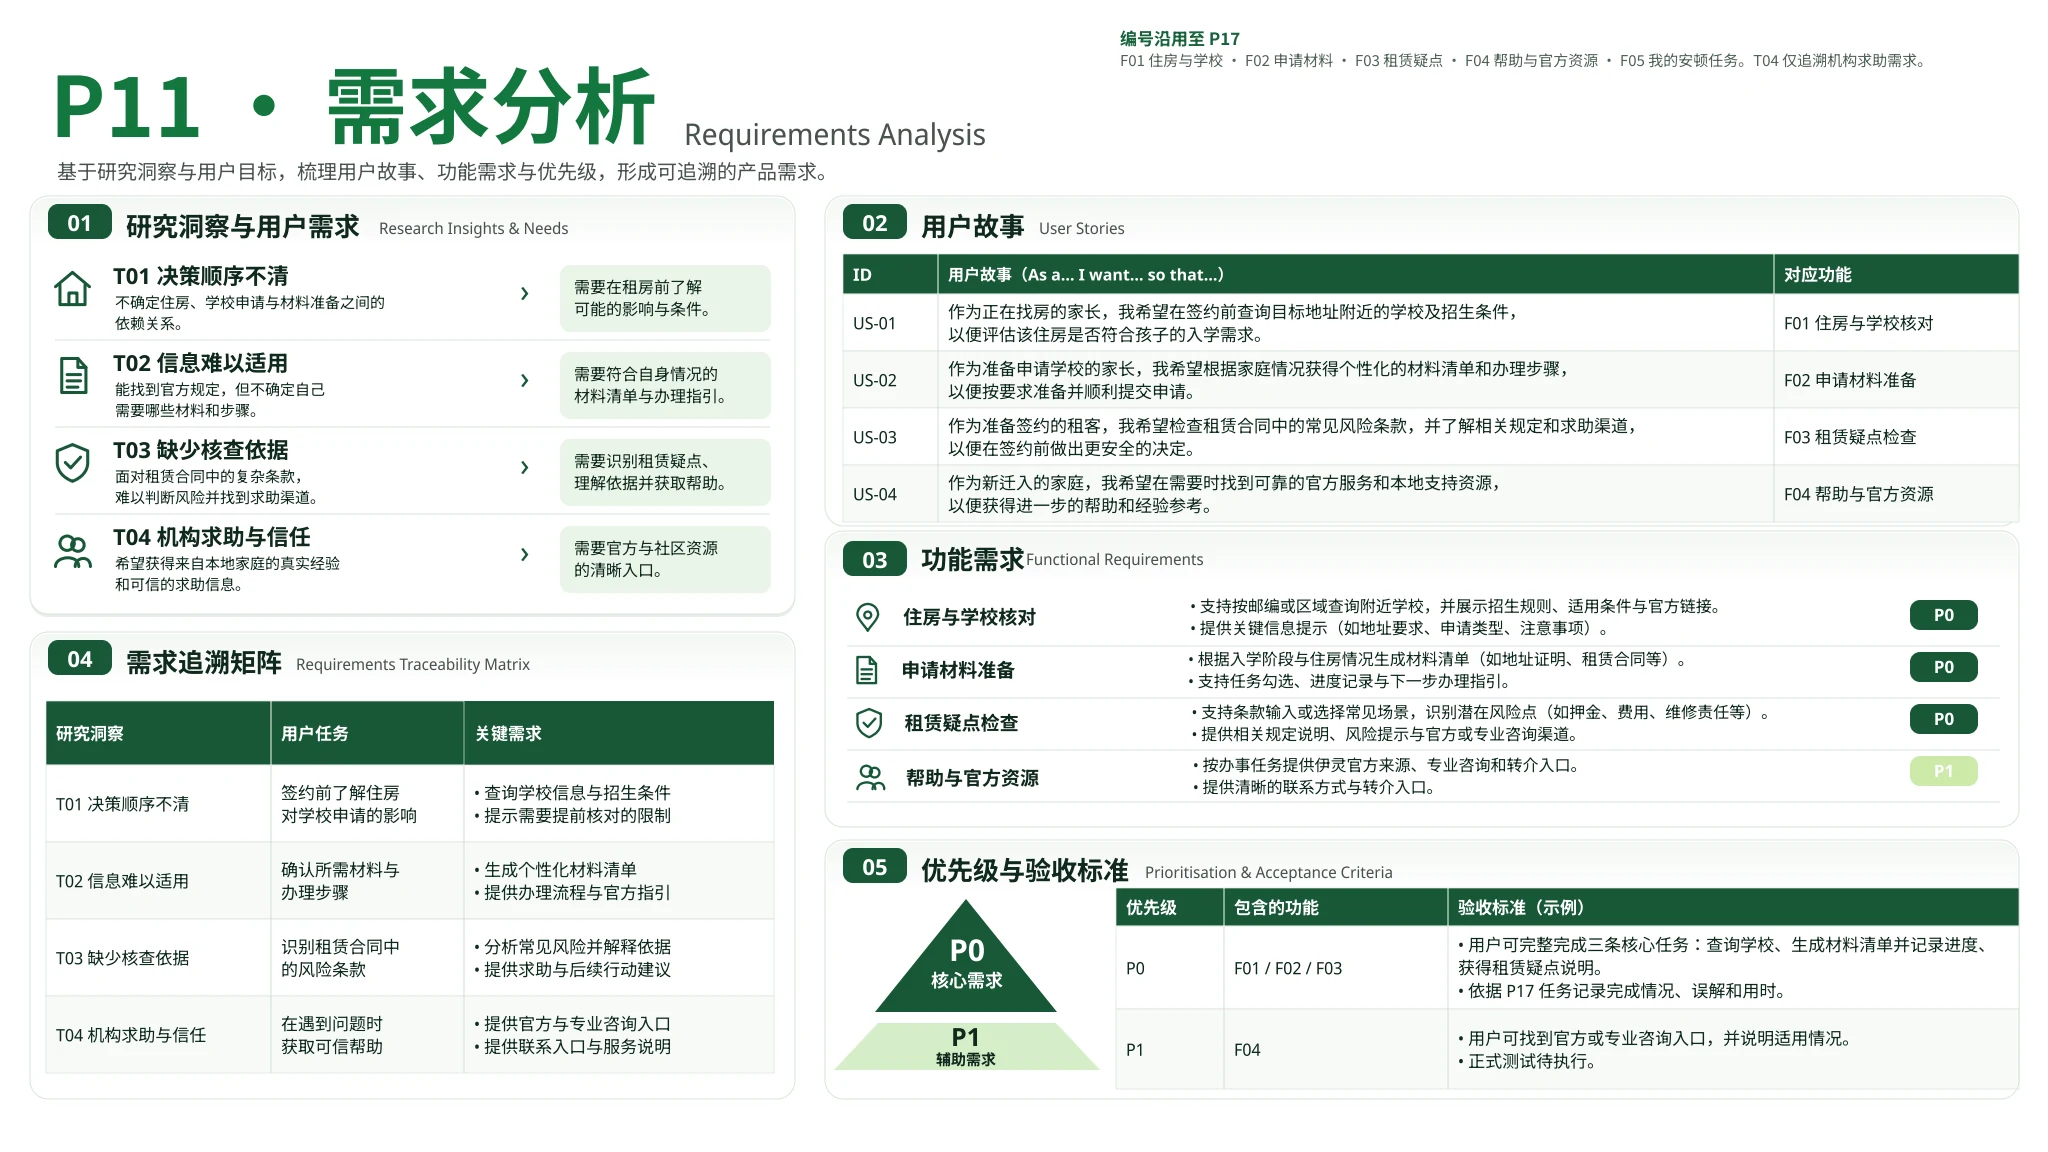 编号沿用至 P17
F01 住房与学校 · F02 申请材料 · F03 租赁疑点 · F04 帮助与官方资源 · F05 我的安顿任务。T04 仅追溯机构求助需求。
P11 · 需求分析 Requirements Analysis
基于研究洞察与用户目标，梳理用户故事、功能需求与优先级，形成可追溯的产品需求。
01 研究洞察与用户需求 Research Insights & Needs
T01 决策顺序不清
不确定住房、学校申请与材料准备之间的
依赖关系。
›
需要在租房前了解
可能的影响与条件。
T02 信息难以适用
能找到官方规定，但不确定自己
需要哪些材料和步骤。
›
需要符合自身情况的
材料清单与办理指引。
T03 缺少核查依据
面对租赁合同中的复杂条款，
难以判断风险并找到求助渠道。
›
需要识别租赁疑点、
理解依据并获取帮助。
T04 机构求助与信任
希望获得来自本地家庭的真实经验
和可信的求助信息。
›
需要官方与社区资源
的清晰入口。
02 用户故事 User Stories
ID 用户故事（As a... I want... so that...） 对应功能
US-01
作为正在找房的家长，我希望在签约前查询目标地址附近的学校及招生条件，
以便评估该住房是否符合孩子的入学需求。
F01 住房与学校核对
US-02
作为准备申请学校的家长，我希望根据家庭情况获得个性化的材料清单和办理步骤，
以便按要求准备并顺利提交申请。
F02 申请材料准备
US-03
作为准备签约的租客，我希望检查租赁合同中的常见风险条款，并了解相关规定和求助渠道，
以便在签约前做出更安全的决定。
F03 租赁疑点检查
US-04
作为新迁入的家庭，我希望在需要时找到可靠的官方服务和本地支持资源，
以便获得进一步的帮助和经验参考。
F04 帮助与官方资源
03 功能需求 Functional Requirements
住房与学校核对
• 支持按邮编或区域查询附近学校，并展示招生规则、适用条件与官方链接。
• 提供关键信息提示（如地址要求、申请类型、注意事项）。
P0
申请材料准备
• 根据入学阶段与住房情况生成材料清单（如地址证明、租赁合同等）。
• 支持任务勾选、进度记录与下一步办理指引。
P0
租赁疑点检查
• 支持条款输入或选择常见场景，识别潜在风险点（如押金、费用、维修责任等）。
• 提供相关规定说明、风险提示与官方或专业咨询渠道。
P0
帮助与官方资源
• 按办事任务提供伊灵官方来源、专业咨询和转介入口。
• 提供清晰的联系方式与转介入口。
P1
04 需求追溯矩阵 Requirements Traceability Matrix
研究洞察 用户任务 关键需求
T01 决策顺序不清
签约前了解住房
对学校申请的影响
• 查询学校信息与招生条件
• 提示需要提前核对的限制
T02 信息难以适用
确认所需材料与
办理步骤
• 生成个性化材料清单
• 提供办理流程与官方指引
T03 缺少核查依据
识别租赁合同中
的风险条款
• 分析常见风险并解释依据
• 提供求助与后续行动建议
T04 机构求助与信任
在遇到问题时
获取可信帮助
• 提供官方与专业咨询入口
• 提供联系入口与服务说明
05 优先级与验收标准 Prioritisation & Acceptance Criteria
P0
核心需求
P1
辅助需求
优先级 包含的功能 验收标准（示例）
P0
F01 / F02 / F03
• 用户可完整完成三条核心任务：查询学校、生成材料清单并记录进度、
获得租赁疑点说明。
• 依据 P17 任务记录完成情况、误解和用时。
P1
F04
• 用户可找到官方或专业咨询入口，并说明适用情况。
• 正式测试待执行。